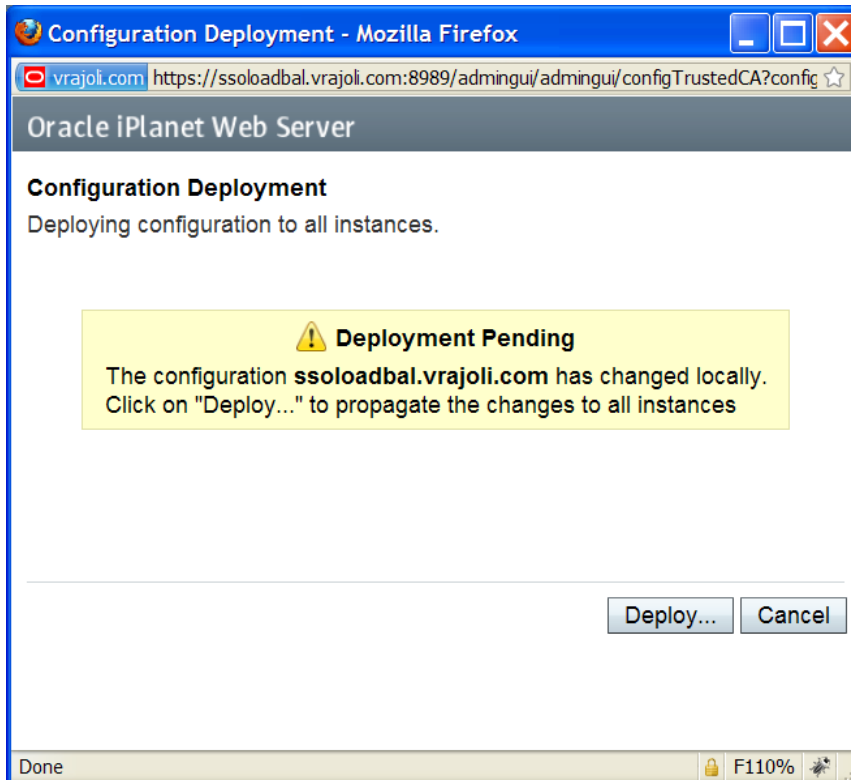 Configuration Deployment - Mozilla Firefox
vrajoli.com https://ssoloadbal.vrajoli.com:8989/admingui/admingui/configTrustedCA?config
Oracle iPlanet Web Server
Configuration Deployment
Deploying configuration to all instances.
Deployment Pending
The configuration ssoloadbal.vrajoli.com has changed locally.
Click on "Deploy..." to propagate the changes to all instances
Deploy... Cancel
Done F110%